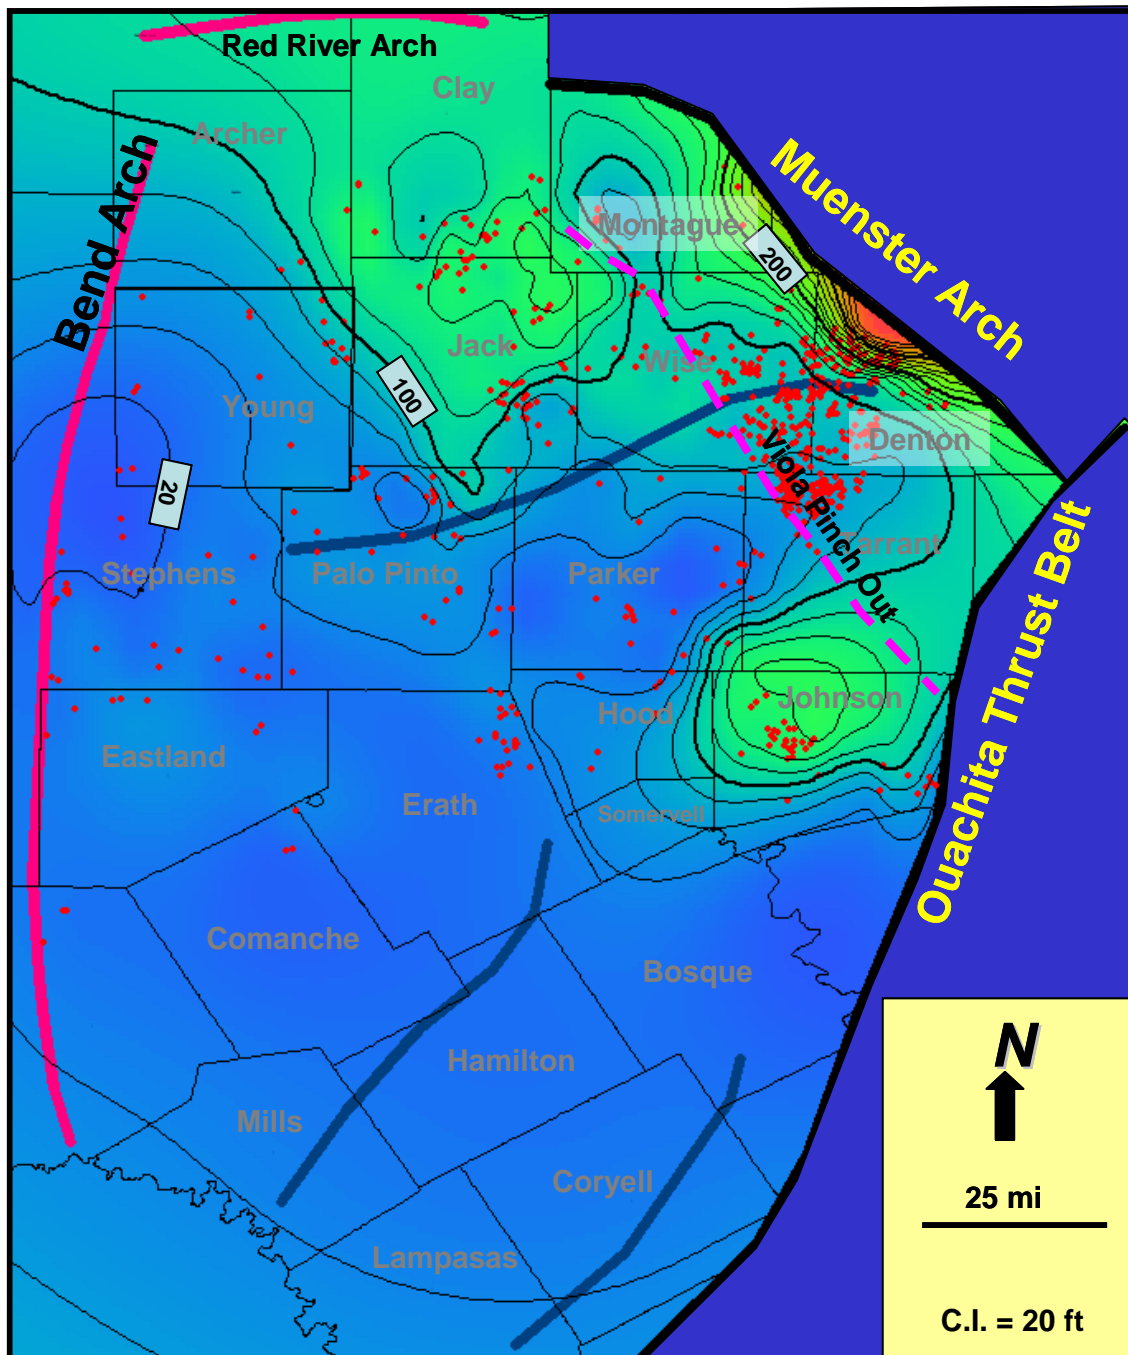 Red River Arch
Clay
Archer
Bend Arch
Muenster Arch
Montague
200
Jack
Wise
100
Young
Denton
Viola Pinch Out
20
Tarrant
Stephens
Palo Pinto
Parker
Ouachita Thrust Belt
Johnson
Hood
Eastland
Erath
Somervell
Comanche
Bosque
Hamilton
Mills
Coryell
Lampasas
N
25 mi
C.I. = 20 ft